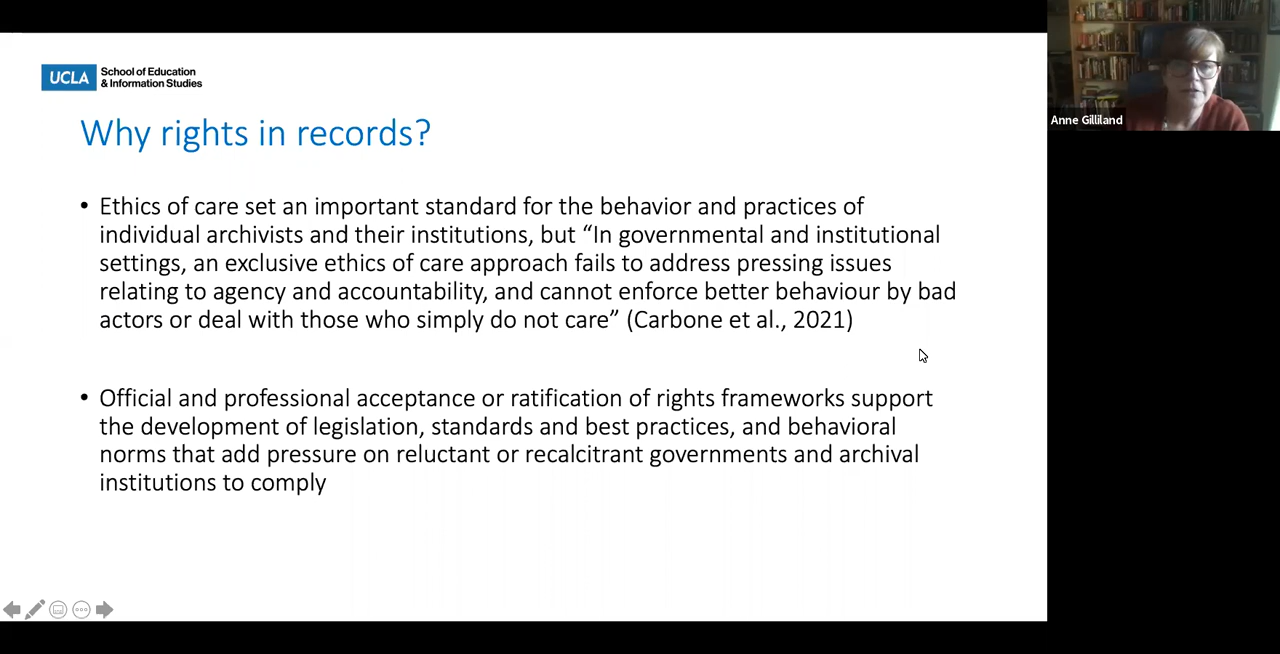 UCLA School of Education
& Information Studies
Why rights in records?
• Ethics of care set an important standard for the behavior and practices of
individual archivists and their institutions, but “In governmental and institutional
settings, an exclusive ethics of care approach fails to address pressing issues
relating to agency and accountability, and cannot enforce better behaviour by bad
actors or deal with those who simply do not care” (Carbone et al., 2021)
• Official and professional acceptance or ratification of rights frameworks support
the development of legislation, standards and best practices, and behavioral
norms that add pressure on reluctant or recalcitrant governments and archival
institutions to comply
Anne Gilliland